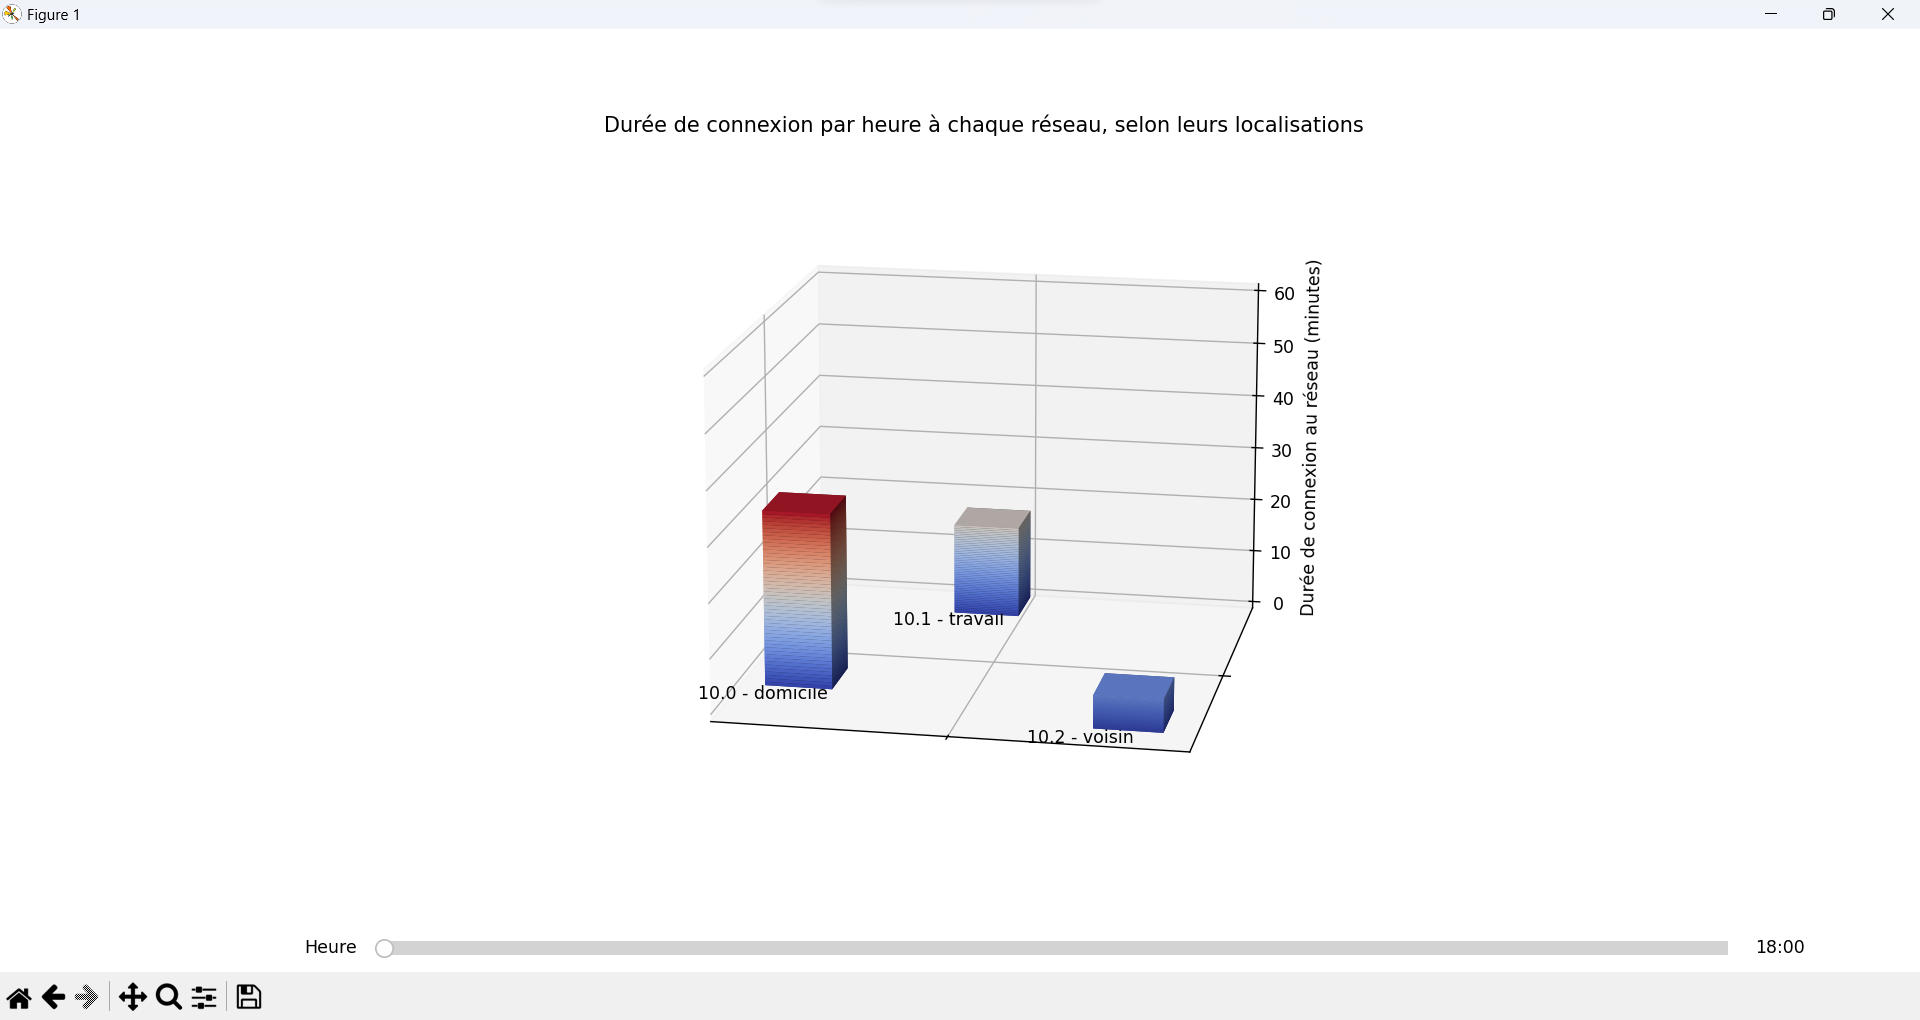 Figure 1
Durée de connexion par heure à chaque réseau, selon leurs localisations
60
50
40
30
20
10
0
Durée de connexion au réseau (minutes)
10.1 - travail
10.0 - domicile
10.2 - voisin
Heure
18:00